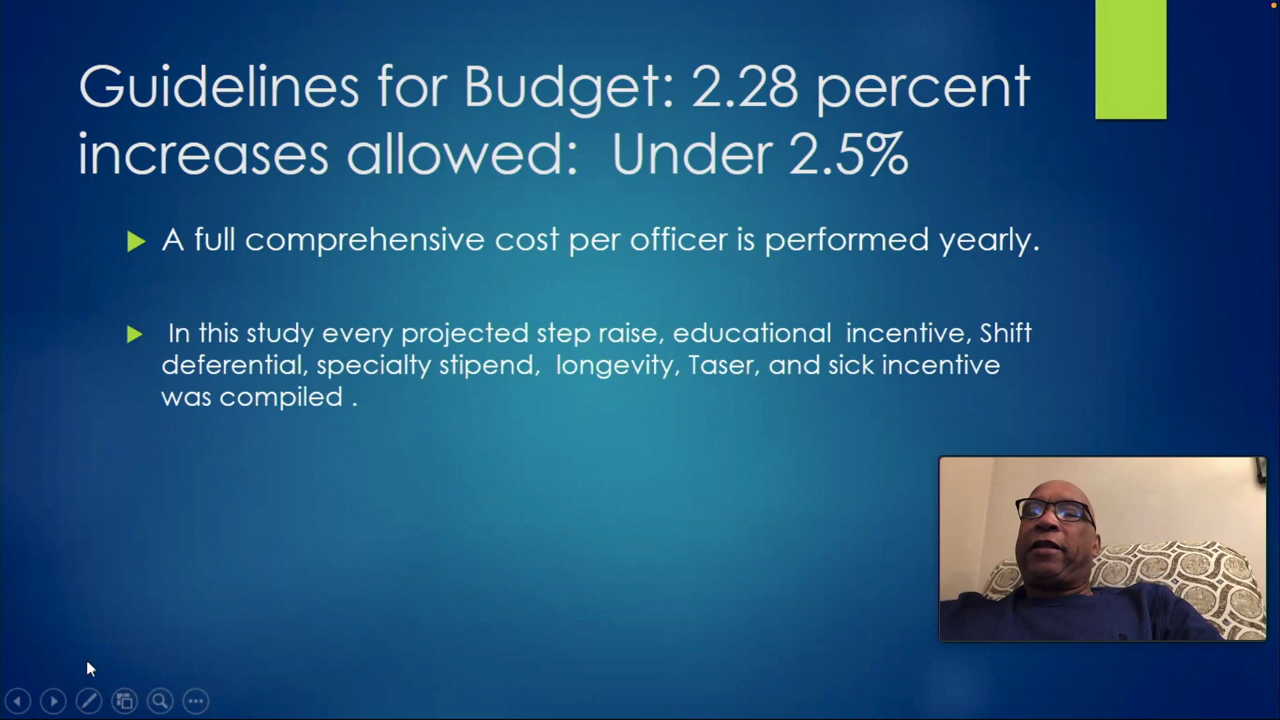 Guidelines for Budget: 2.28 percent
increases allowed:  Under 2.5%
A full comprehensive cost per officer is performed yearly.
In this study every projected step raise, educational  incentive, Shift
deferential, specialty stipend,  longevity, Taser, and sick incentive
was compiled .